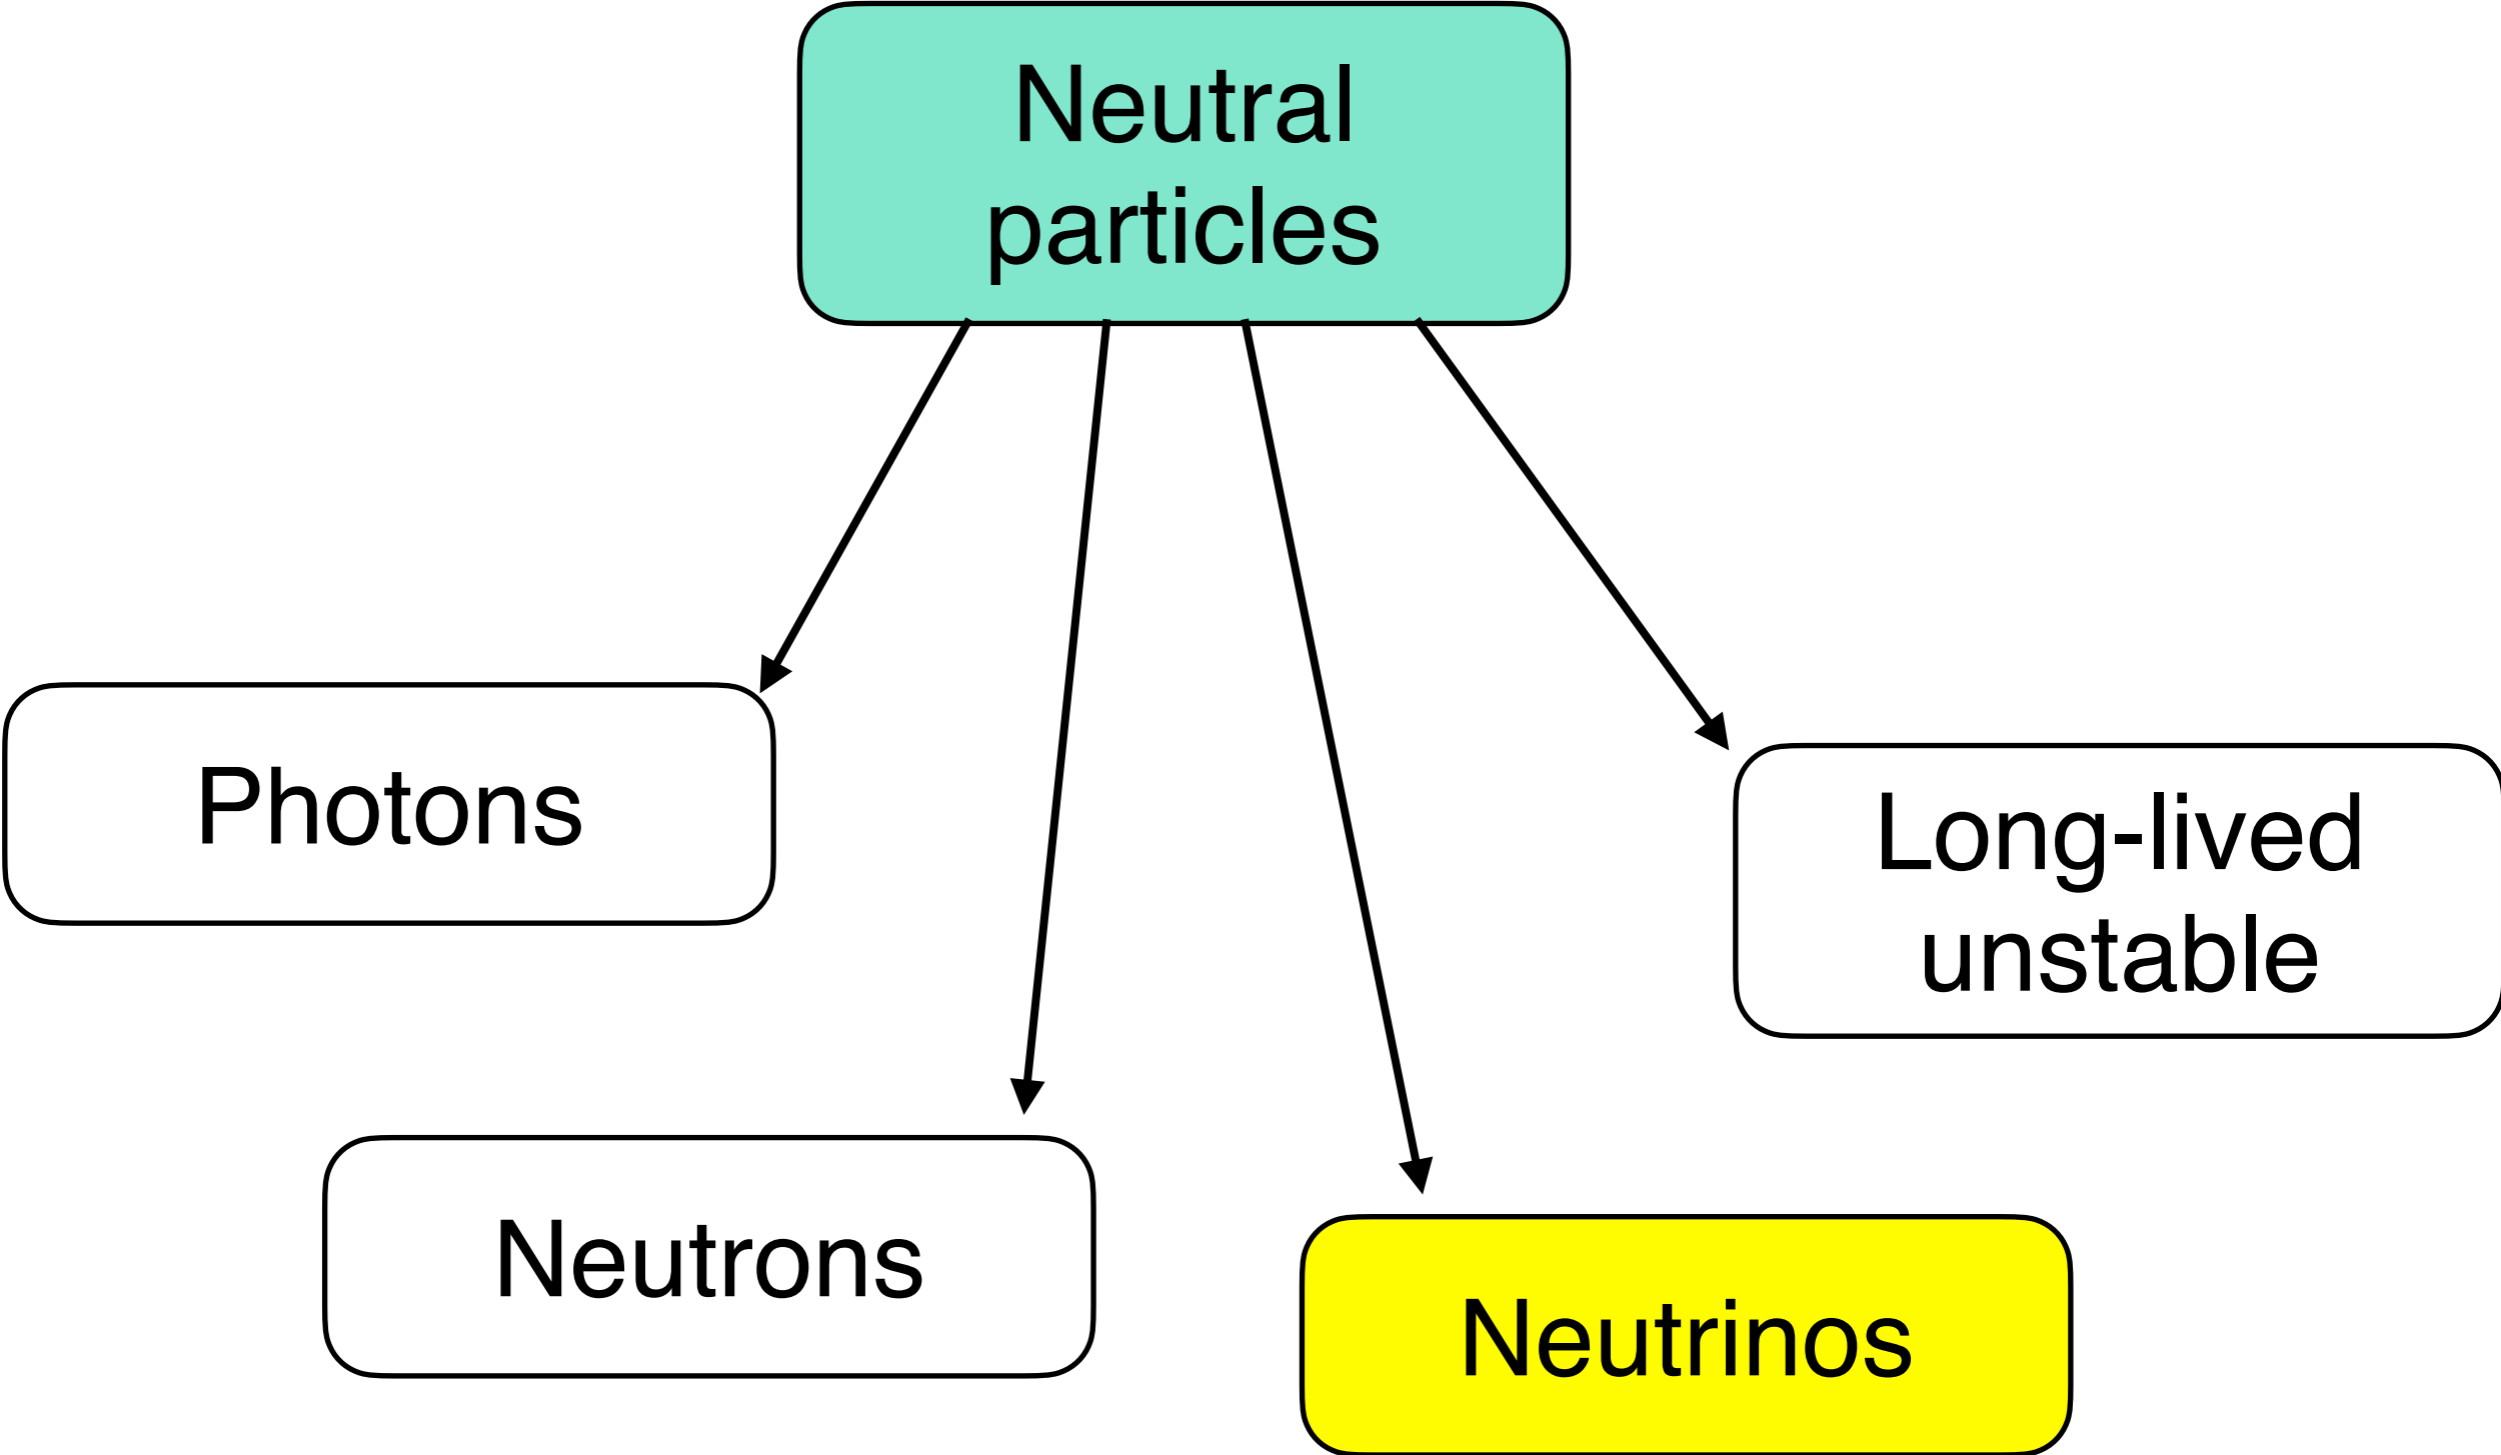 Neutral
particles
Photons
Long-lived
unstable
Neutrons
Neutrinos